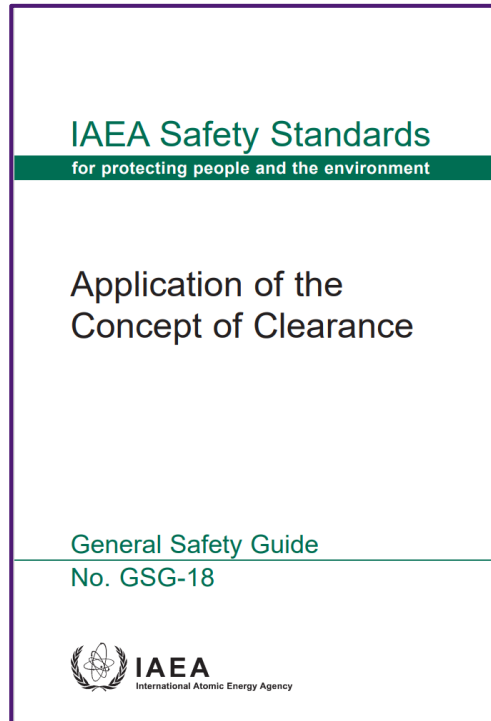 IAEA Safety Standards
for protecting people and the environment
Application of the
Concept of Clearance
General Safety Guide
No. GSG-18
IAEA
International Atomic Energy Agency